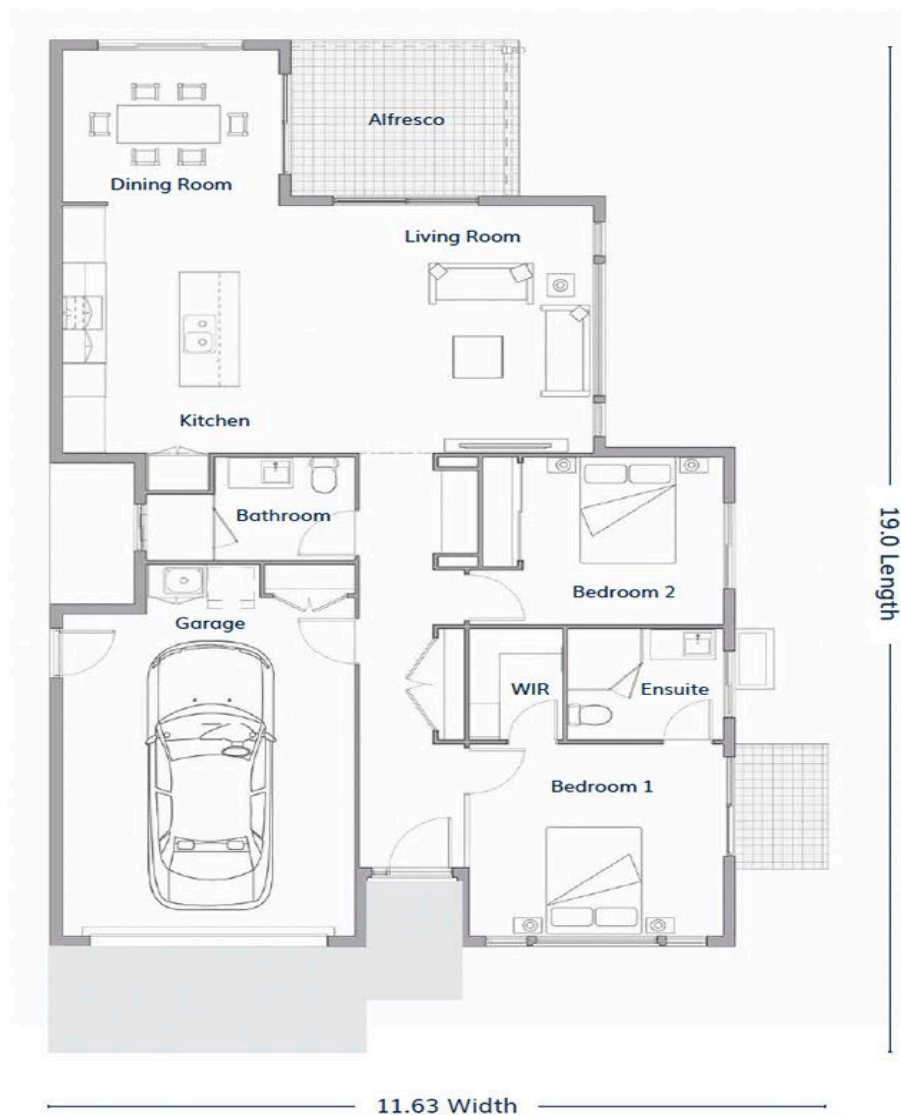 Alfresco
Dining Room
Living Room
Kitchen
Bathroom
Bedroom 2
Garage
WIR
Ensuite
Bedroom 1
19.0 Length
11.63 Width